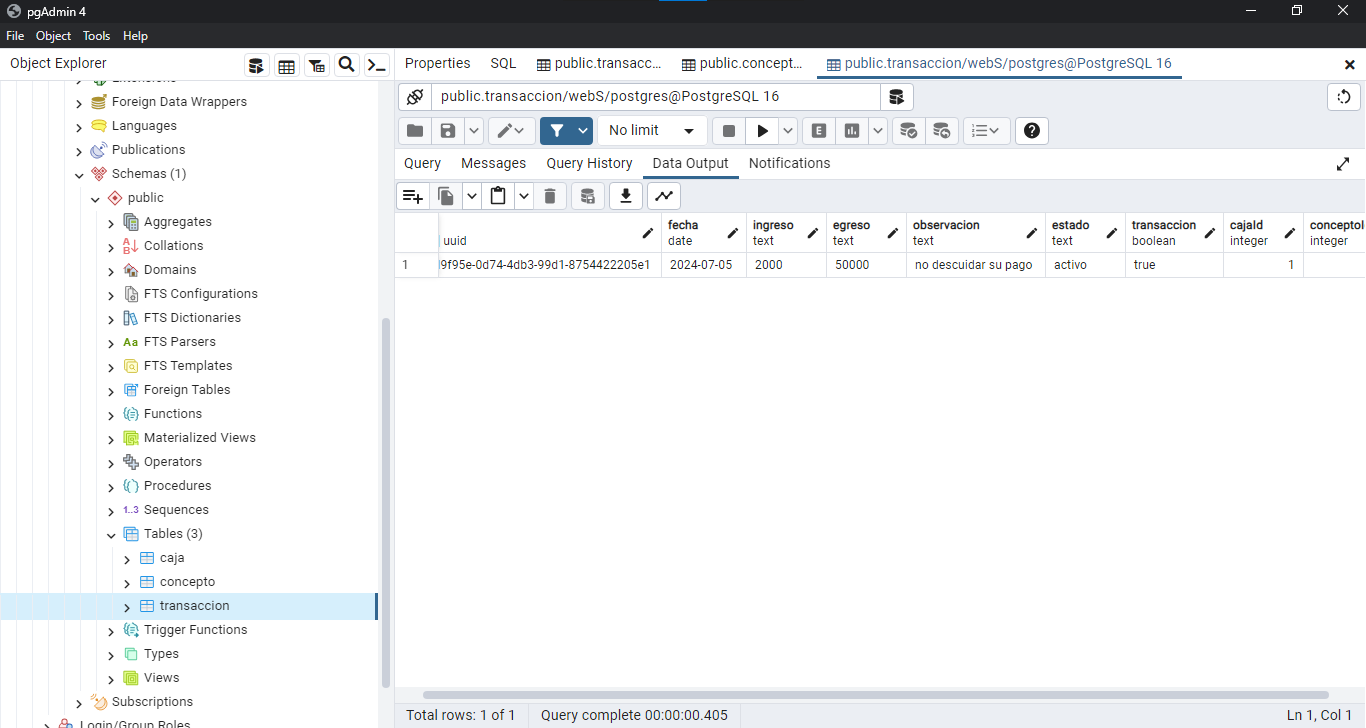 pgAdmin 4
File Object Tools Help
Object Explorer
Extensions
Foreign Data Wrappers
Languages
Publications
Schemas (1)
public
Aggregates
Collations
Domains
FTS Configurations
FTS Dictionaries
Aa FTS Parsers
FTS Templates
Foreign Tables
Functions
Materialized Views
Operators
Procedures
1..3 Sequences
Tables (3)
caja
concepto
transaccion
Trigger Functions
Types
Views
Subscriptions
Login/Group Roles
Properties SQL public.transacc... public.concept... public.transaccion/webS/postgres@PostgreSQL 16
public.transaccion/webS/postgres@PostgreSQL 16
No limit E
Query Messages Query History Data Output Notifications
fecha ingreso egreso observacion estado transaccion cajaId conceptoI
uuid date text text text text boolean integer integer
1 9f95e-0d74-4db3-99d1-8754422205e1 2024-07-05 2000 50000 no descuidar su pago activo true 1
Total rows: 1 of 1 Query complete 00:00:00.405 Ln 1, Col 1